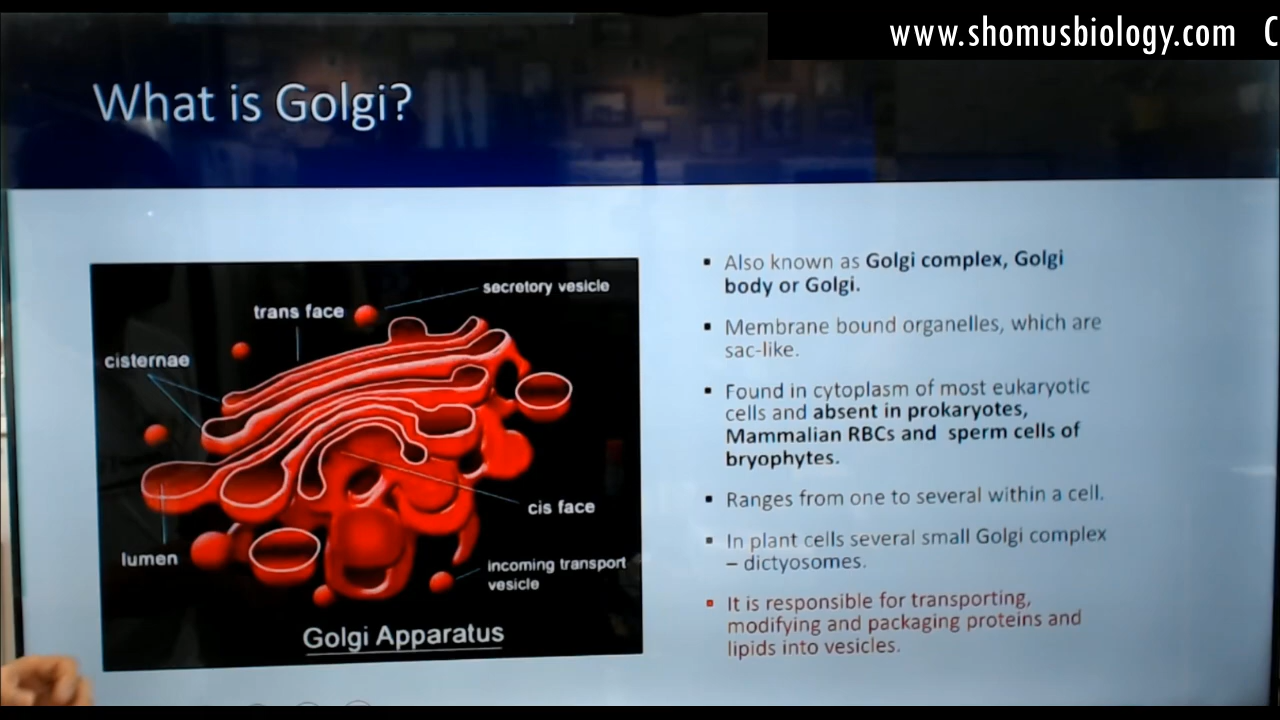 www.shomusbiology.com C
What is Golgi?
secretory vesicle
trans face
cisternae
cis face
lumen
incoming transport
vesicle
Golgi Apparatus
▪ Also known as Golgi complex, Golgi
body or Golgi.
▪ Membrane bound organelles, which are
sac-like.
▪ Found in cytoplasm of most eukaryotic
cells and absent in prokaryotes,
Mammalian RBCs and sperm cells of
bryophytes.
▪ Ranges from one to several within a cell.
▪ In plant cells several small Golgi complex
– dictyosomes.
▪ It is responsible for transporting,
modifying and packaging proteins and
lipids into vesicles.